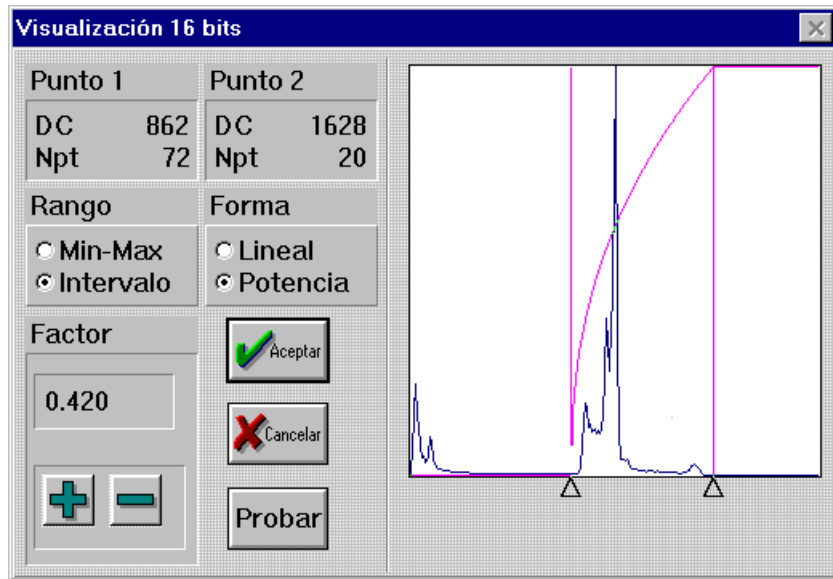 Visualización 16 bits
Punto 1
Punto 2
DC 862
Npt 72
DC 1628
Npt 20
Rango
Min-Max
Intervalo
Forma
Lineal
Potencia
Factor
0.420
Aceptar
Cancelar
Probar